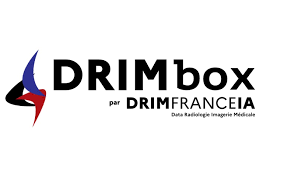 DRIMbox
par DRIMFRANCEIA
Data Radiologie Imagerie Médicale